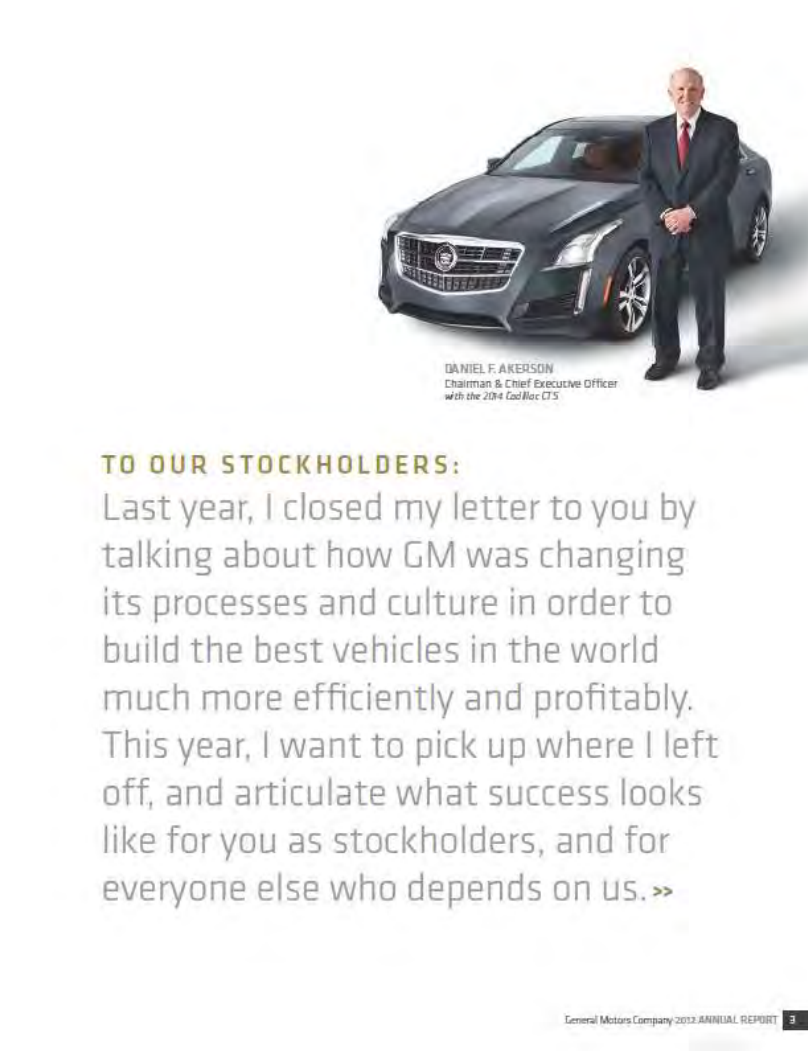 DANIEL F. AKERSON
Chairman & Chief Executive Officer
with the 2014 Cadillac CTS
TO OUR STOCKHOLDERS:
Last year, I closed my letter to you by
talking about how GM was changing
its processes and culture in order to
build the best vehicles in the world
much more efficiently and profitably.
This year, I want to pick up where I left
off, and articulate what success looks
like for you as stockholders, and for
everyone else who depends on us. »
General Motors Company 2012 ANNUAL REPORT 3